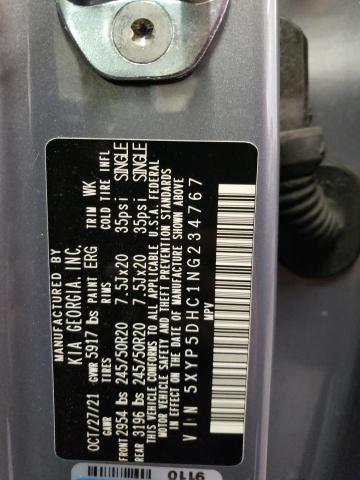 MANUFACTURED BY
KIA GEORGIA, INC.
OCT/27/21 GVWR 5917 lbs PAINT ERG TRIM WK
TIRES RMS COLD TIRE INFL
FRONT 2954 lbs 245/50R20 7.5Jx20 35psi SINGLE
REAR 3196 lbs 245/50R20 7.5Jx20 35psi SINGLE
THIS VEHICLE CONFORMS TO ALL APPLICABLE U.S.A. FEDERAL
MOTOR VEHICLE SAFETY AND THEFT PREVENTION STANDARDS
IN EFFECT ON THE DATE OF MANUFACTURE SHOWN ABOVE
VIN 5XYP5DHC1NG234767
MPV
9110